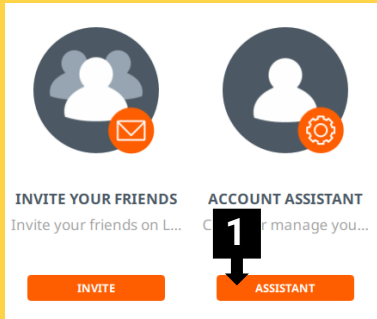 INVITE YOUR FRIENDS
Invite your friends on L...
INVITE
ACCOUNT ASSISTANT
manage you...
1
ASSISTANT